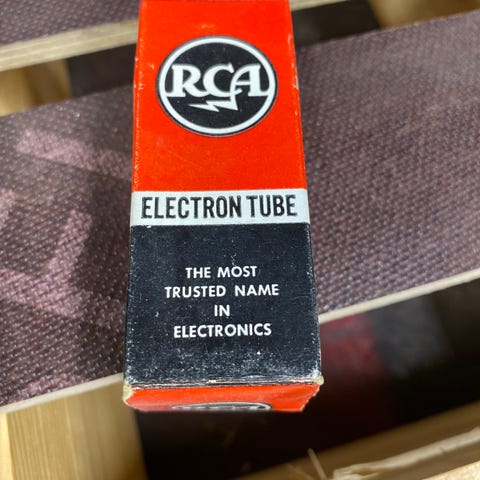 RCA
ELECTRON TUBE
THE MOST
TRUSTED NAME
IN
ELECTRONICS